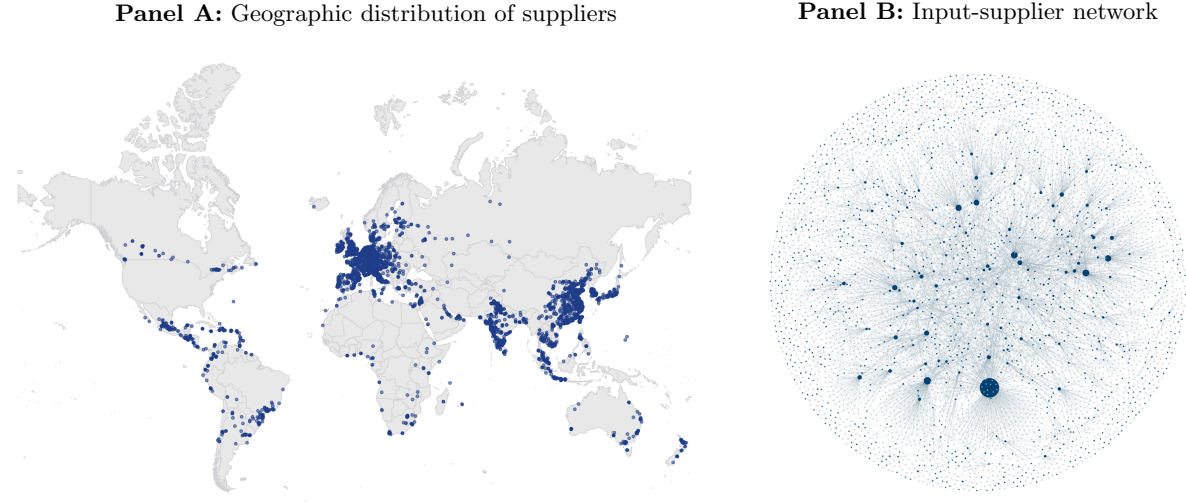 Panel A: Geographic distribution of suppliers
Panel B: Input-supplier network